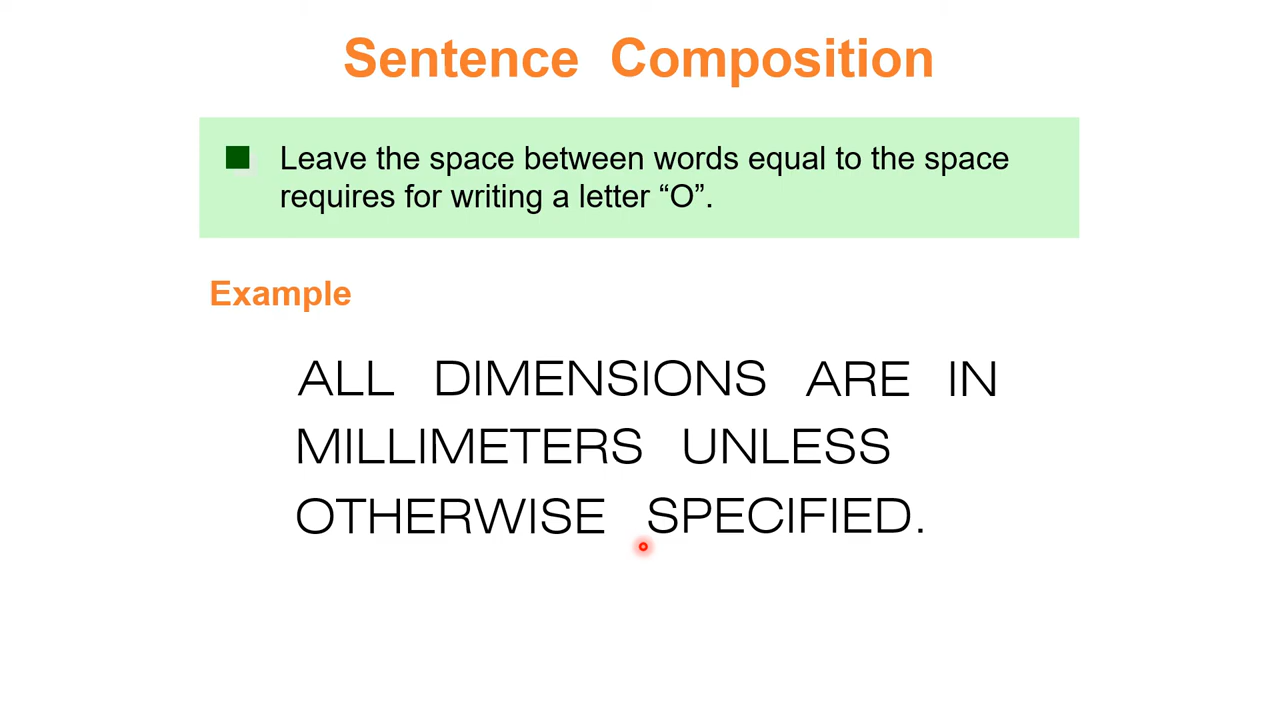 Sentence Composition
Leave the space between words equal to the space
requires for writing a letter “O”.
Example
ALL DIMENSIONS ARE IN
MILLIMETERS UNLESS
OTHERWISE SPECIFIED.